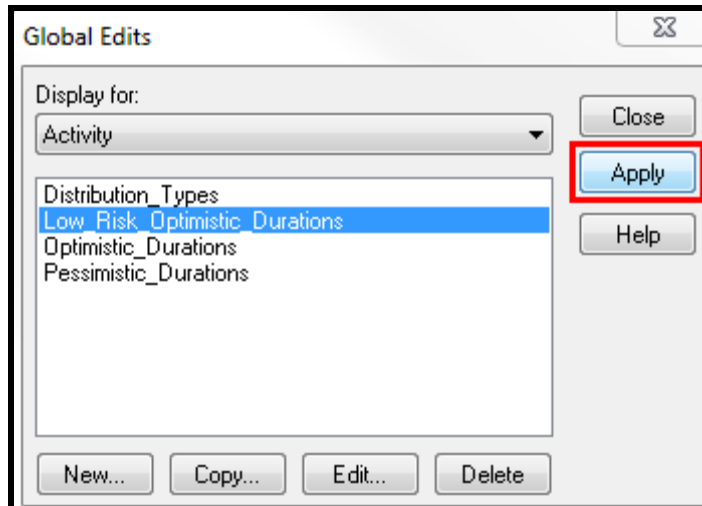 Global Edits
Display for:
Activity
Close
Apply
Help
Distribution_Types
Low_Risk_Optimistic_Durations
Optimistic_Durations
Pessimistic_Durations
New...
Copy...
Edit...
Delete